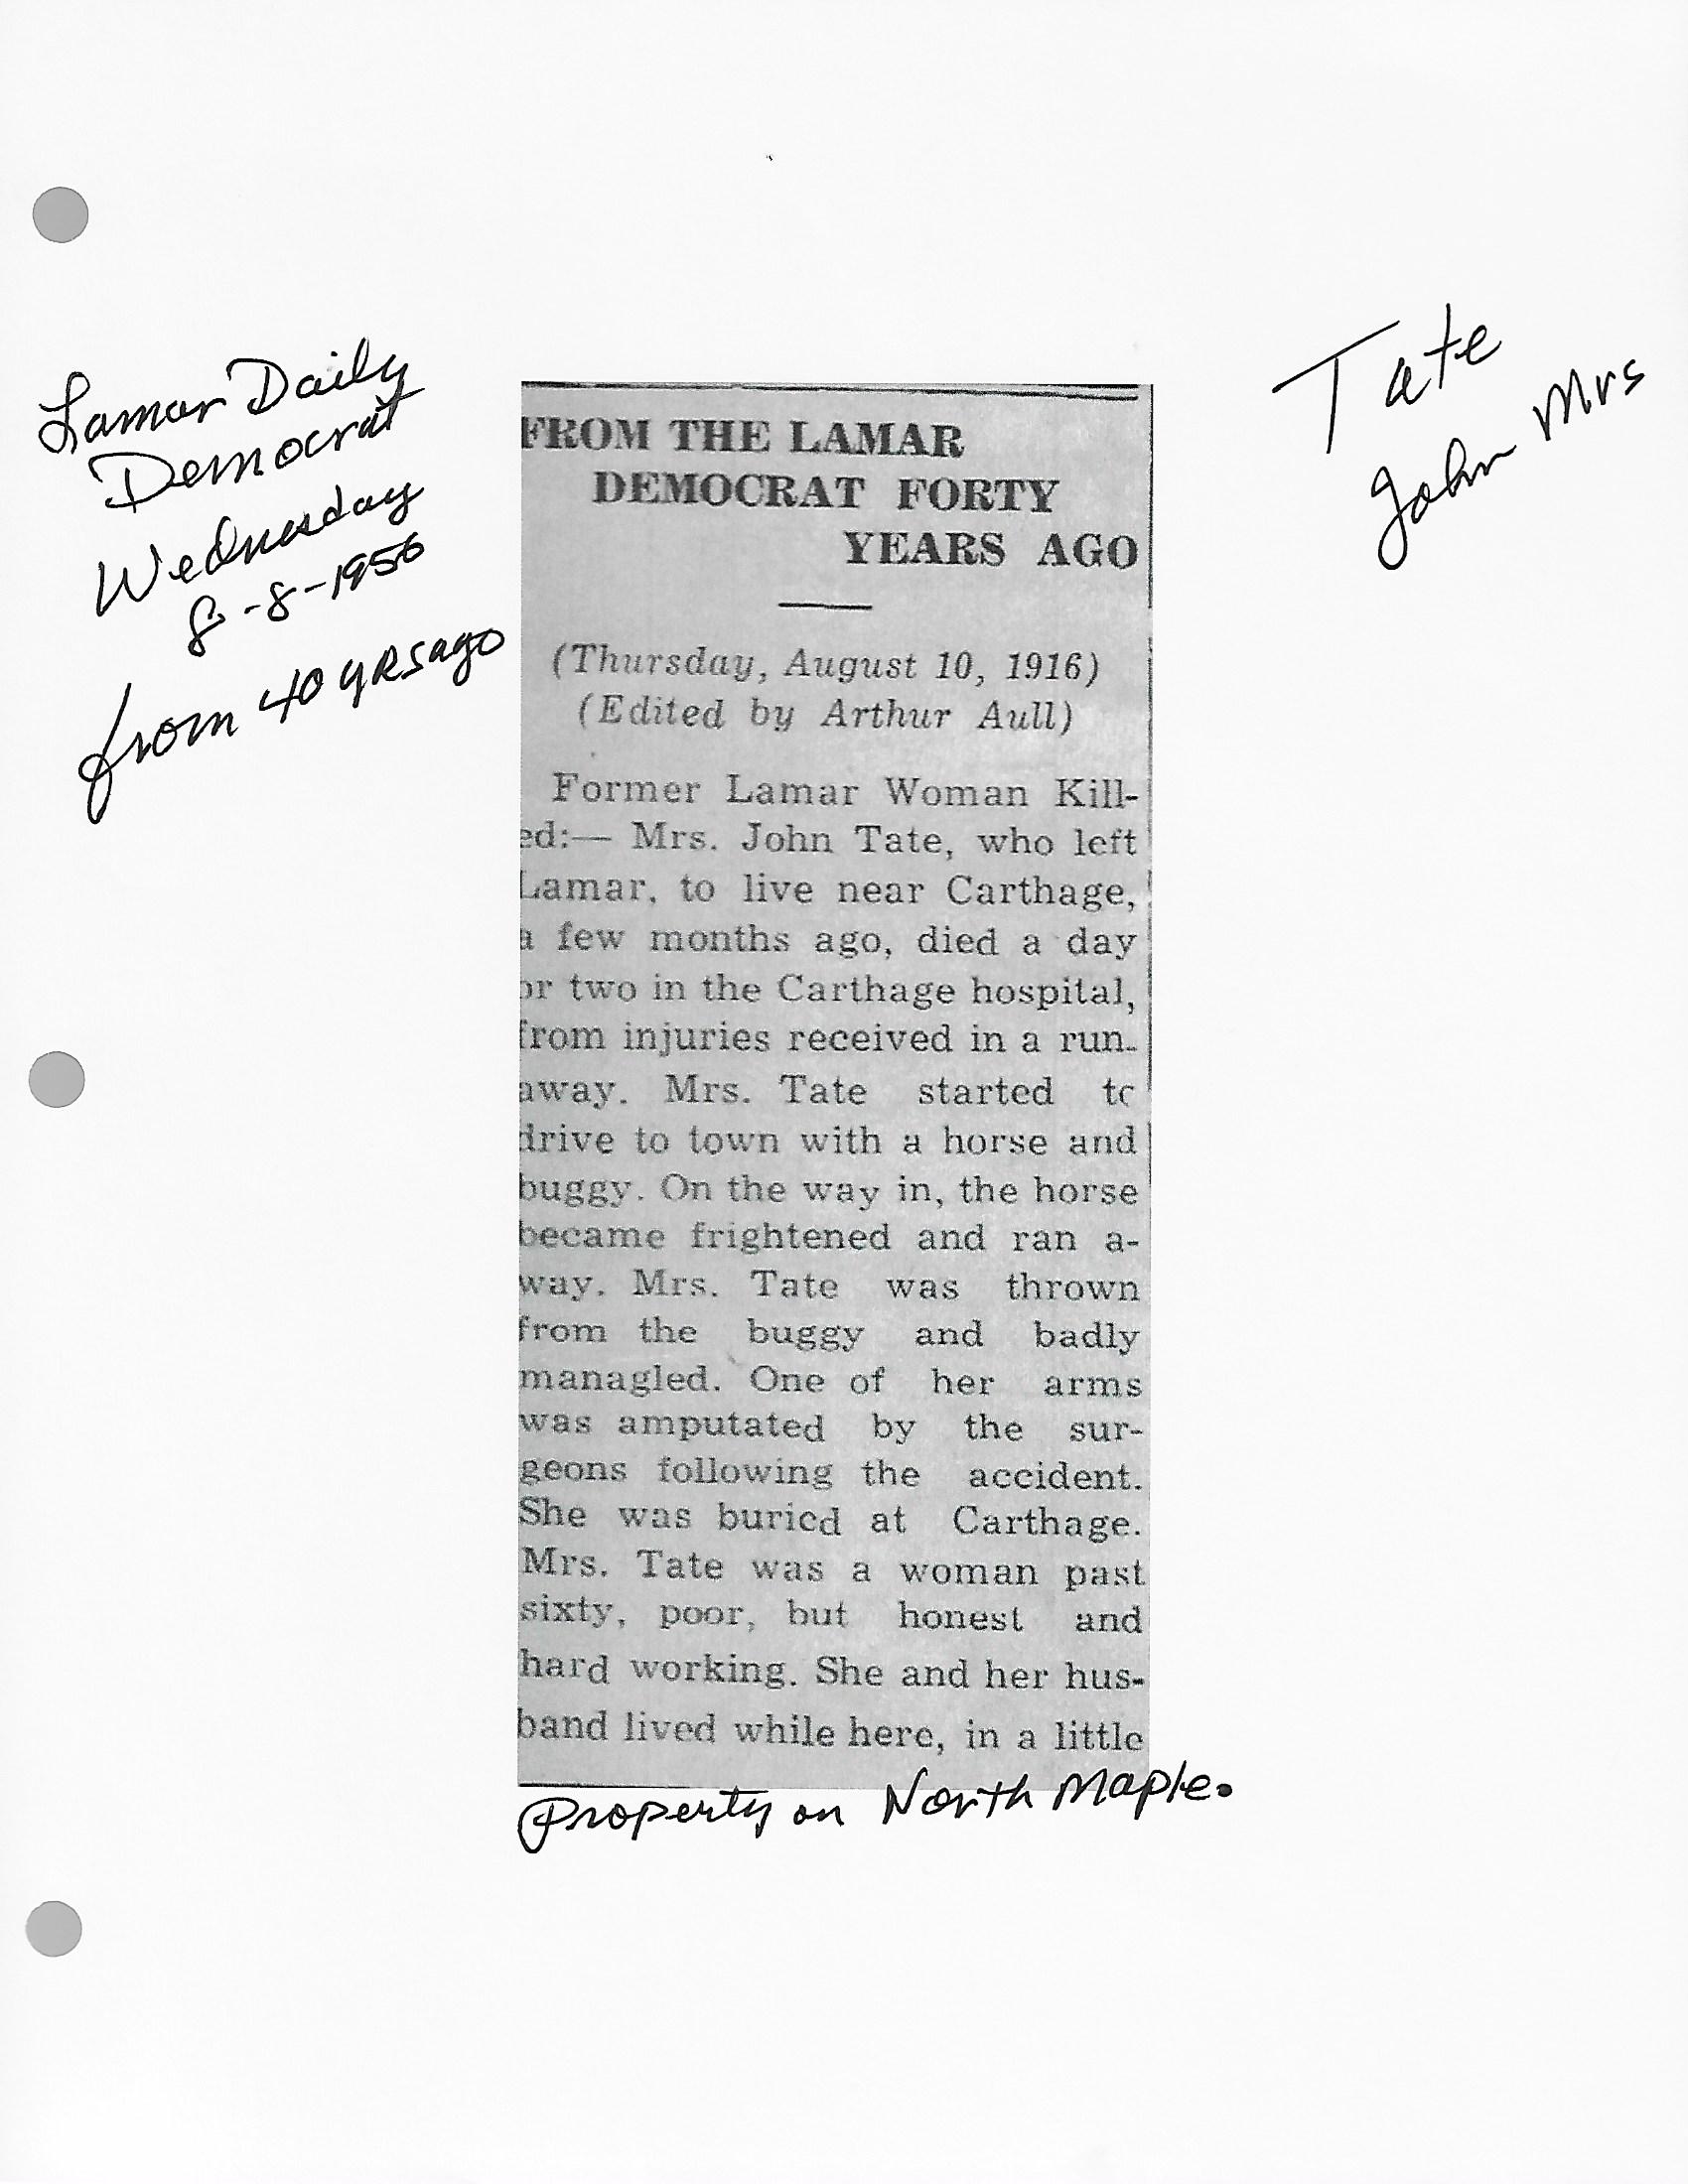 Lamar Daily
Democrat
Wednesday
8-8-1956
from 40 yRs ago
Tate
John Mrs
FROM THE LAMAR
DEMOCRAT FORTY
YEARS AGO
(Thursday, August 10, 1916)
(Edited by Arthur Aull)
Former Lamar Woman Kill-
ed:— Mrs. John Tate, who left
Lamar, to live near Carthage,
a few months ago, died a day
or two in the Carthage hospital,
from injuries received in a run-
away. Mrs. Tate started to
drive to town with a horse and
buggy. On the way in, the horse
became frightened and ran a-
way. Mrs. Tate was thrown
from the buggy and badly
managled. One of her arms
was amputated by the sur-
geons following the accident.
She was buried at Carthage.
Mrs. Tate was a woman past
sixty, poor, but honest and
hard working. She and her hus-
band lived while here, in a little
Property on North Maple.